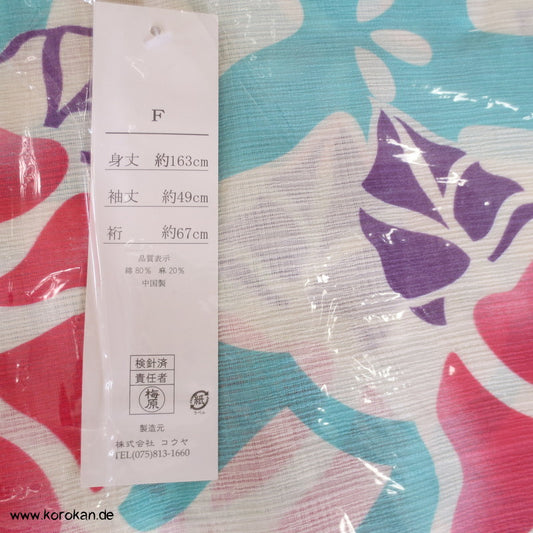 F
身丈 約163cm
袖丈 約49cm
裄 約67cm
品質表示
綿80% 麻20%
中国製
検針済
責任者
梅原
紙
ラベル
製造元
株式会社 コウヤ
TEL(075)813-1660
www.korokan.de